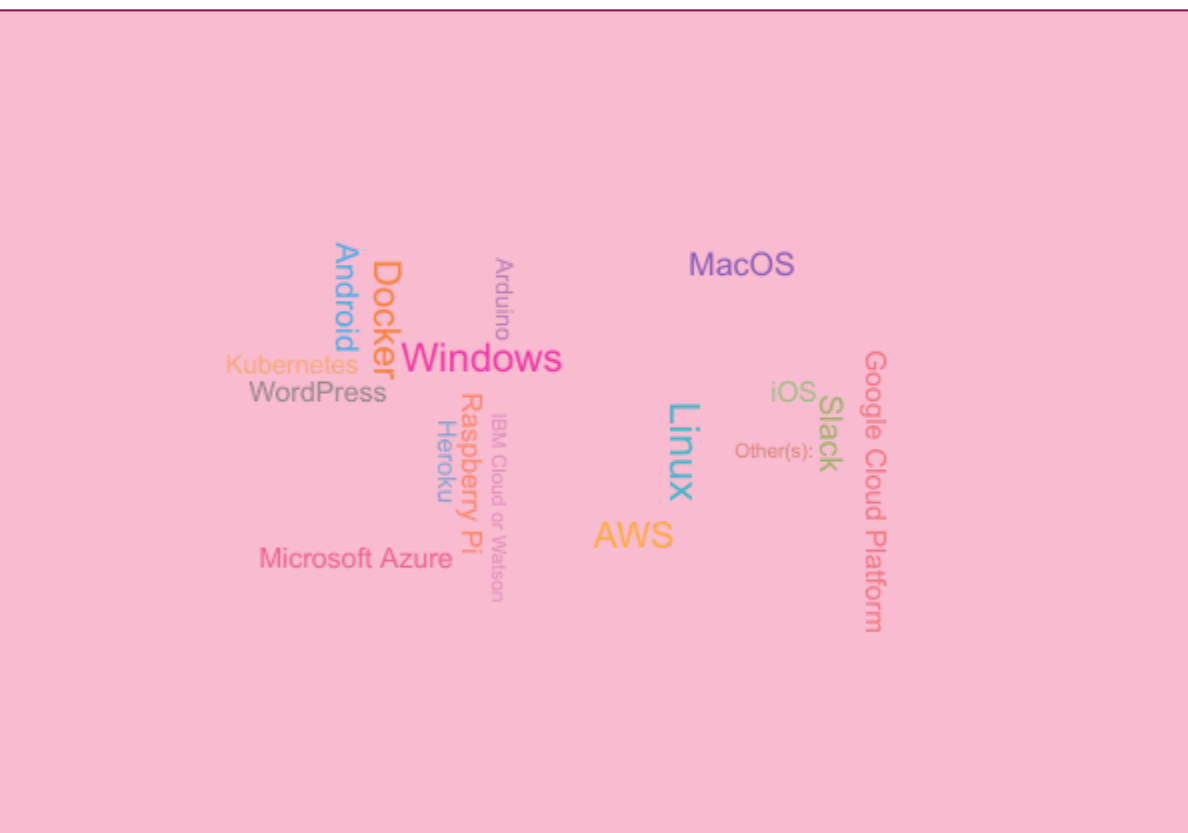 Android
Docker
Arduino
MacOS
Windows
Kubernetes
WordPress
Google Cloud Platform
iOS
Slack
Linux
Raspberry Pi
Heroku
IBM Cloud or Watson
Other(s):
AWS
Microsoft Azure